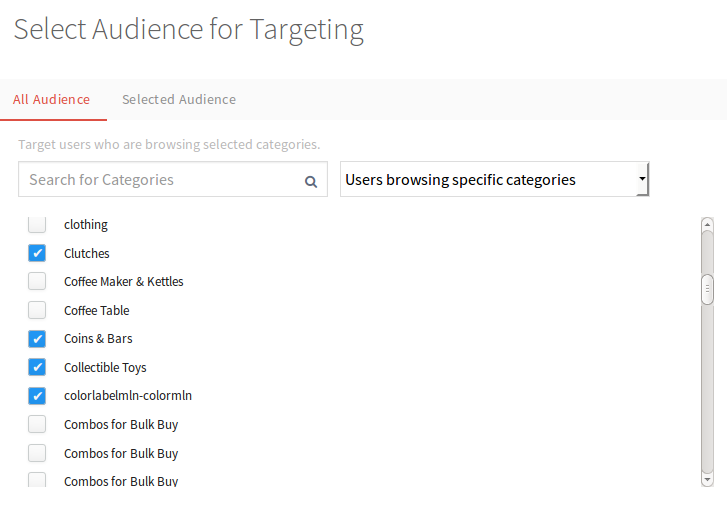 Select Audience for Targeting
All Audience Selected Audience
Target users who are browsing selected categories.
Search for Categories Users browsing specific categories
clothing
Clutches
Coffee Maker & Kettles
Coffee Table
Coins & Bars
Collectible Toys
colorlabelmln-colormln
Combos for Bulk Buy
Combos for Bulk Buy
Combos for Bulk Buy